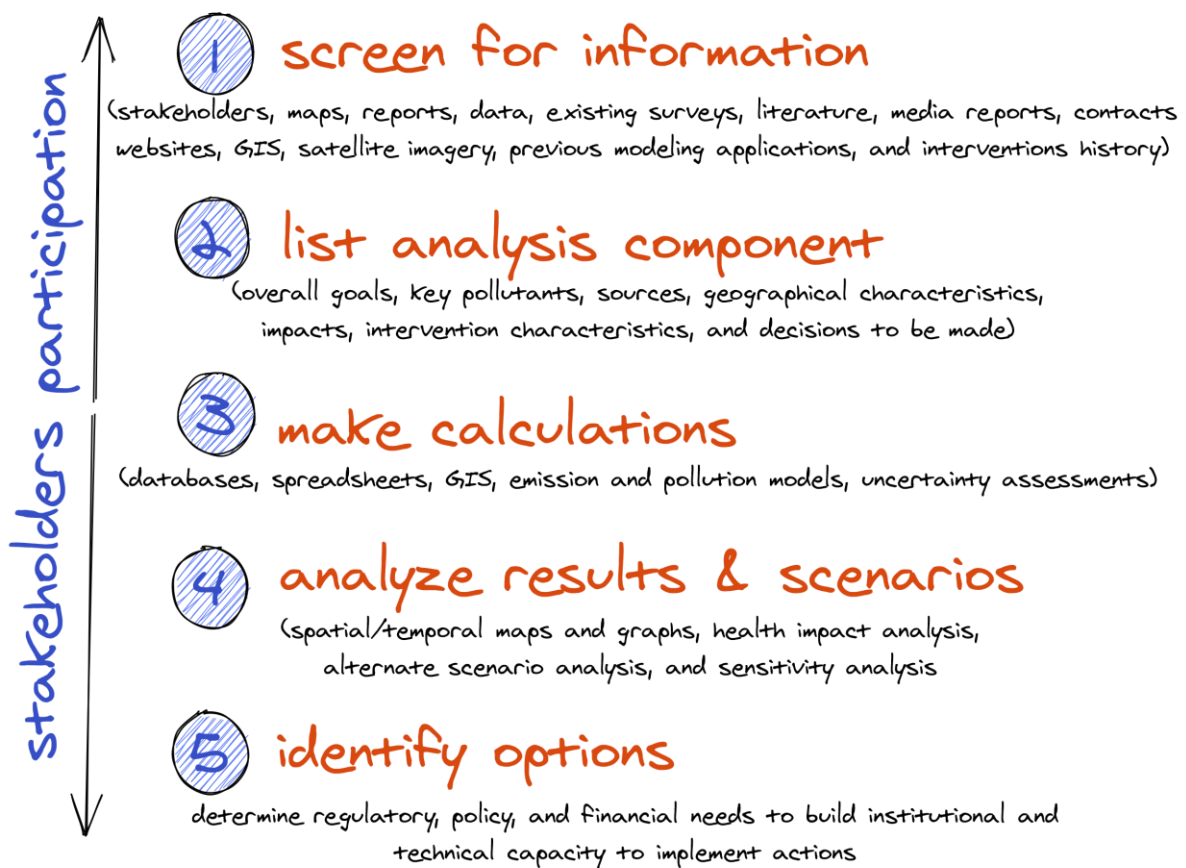 stakeholders participation
1 screen for information
(stakeholders, maps, reports, data, existing surveys, literature, media reports, contacts
websites, GIS, satellite imagery, previous modeling applications, and interventions history)
2 list analysis component
(overall goals, key pollutants, sources, geographical characteristics,
impacts, intervention characteristics, and decisions to be made)
3 make calculations
(databases, spreadsheets, GIS, emission and pollution models, uncertainty assessments)
4 analyze results & scenarios
(spatial/temporal maps and graphs, health impact analysis,
alternate scenario analysis, and sensitivity analysis
5 identify options
determine regulatory, policy, and financial needs to build institutional and
technical capacity to implement actions